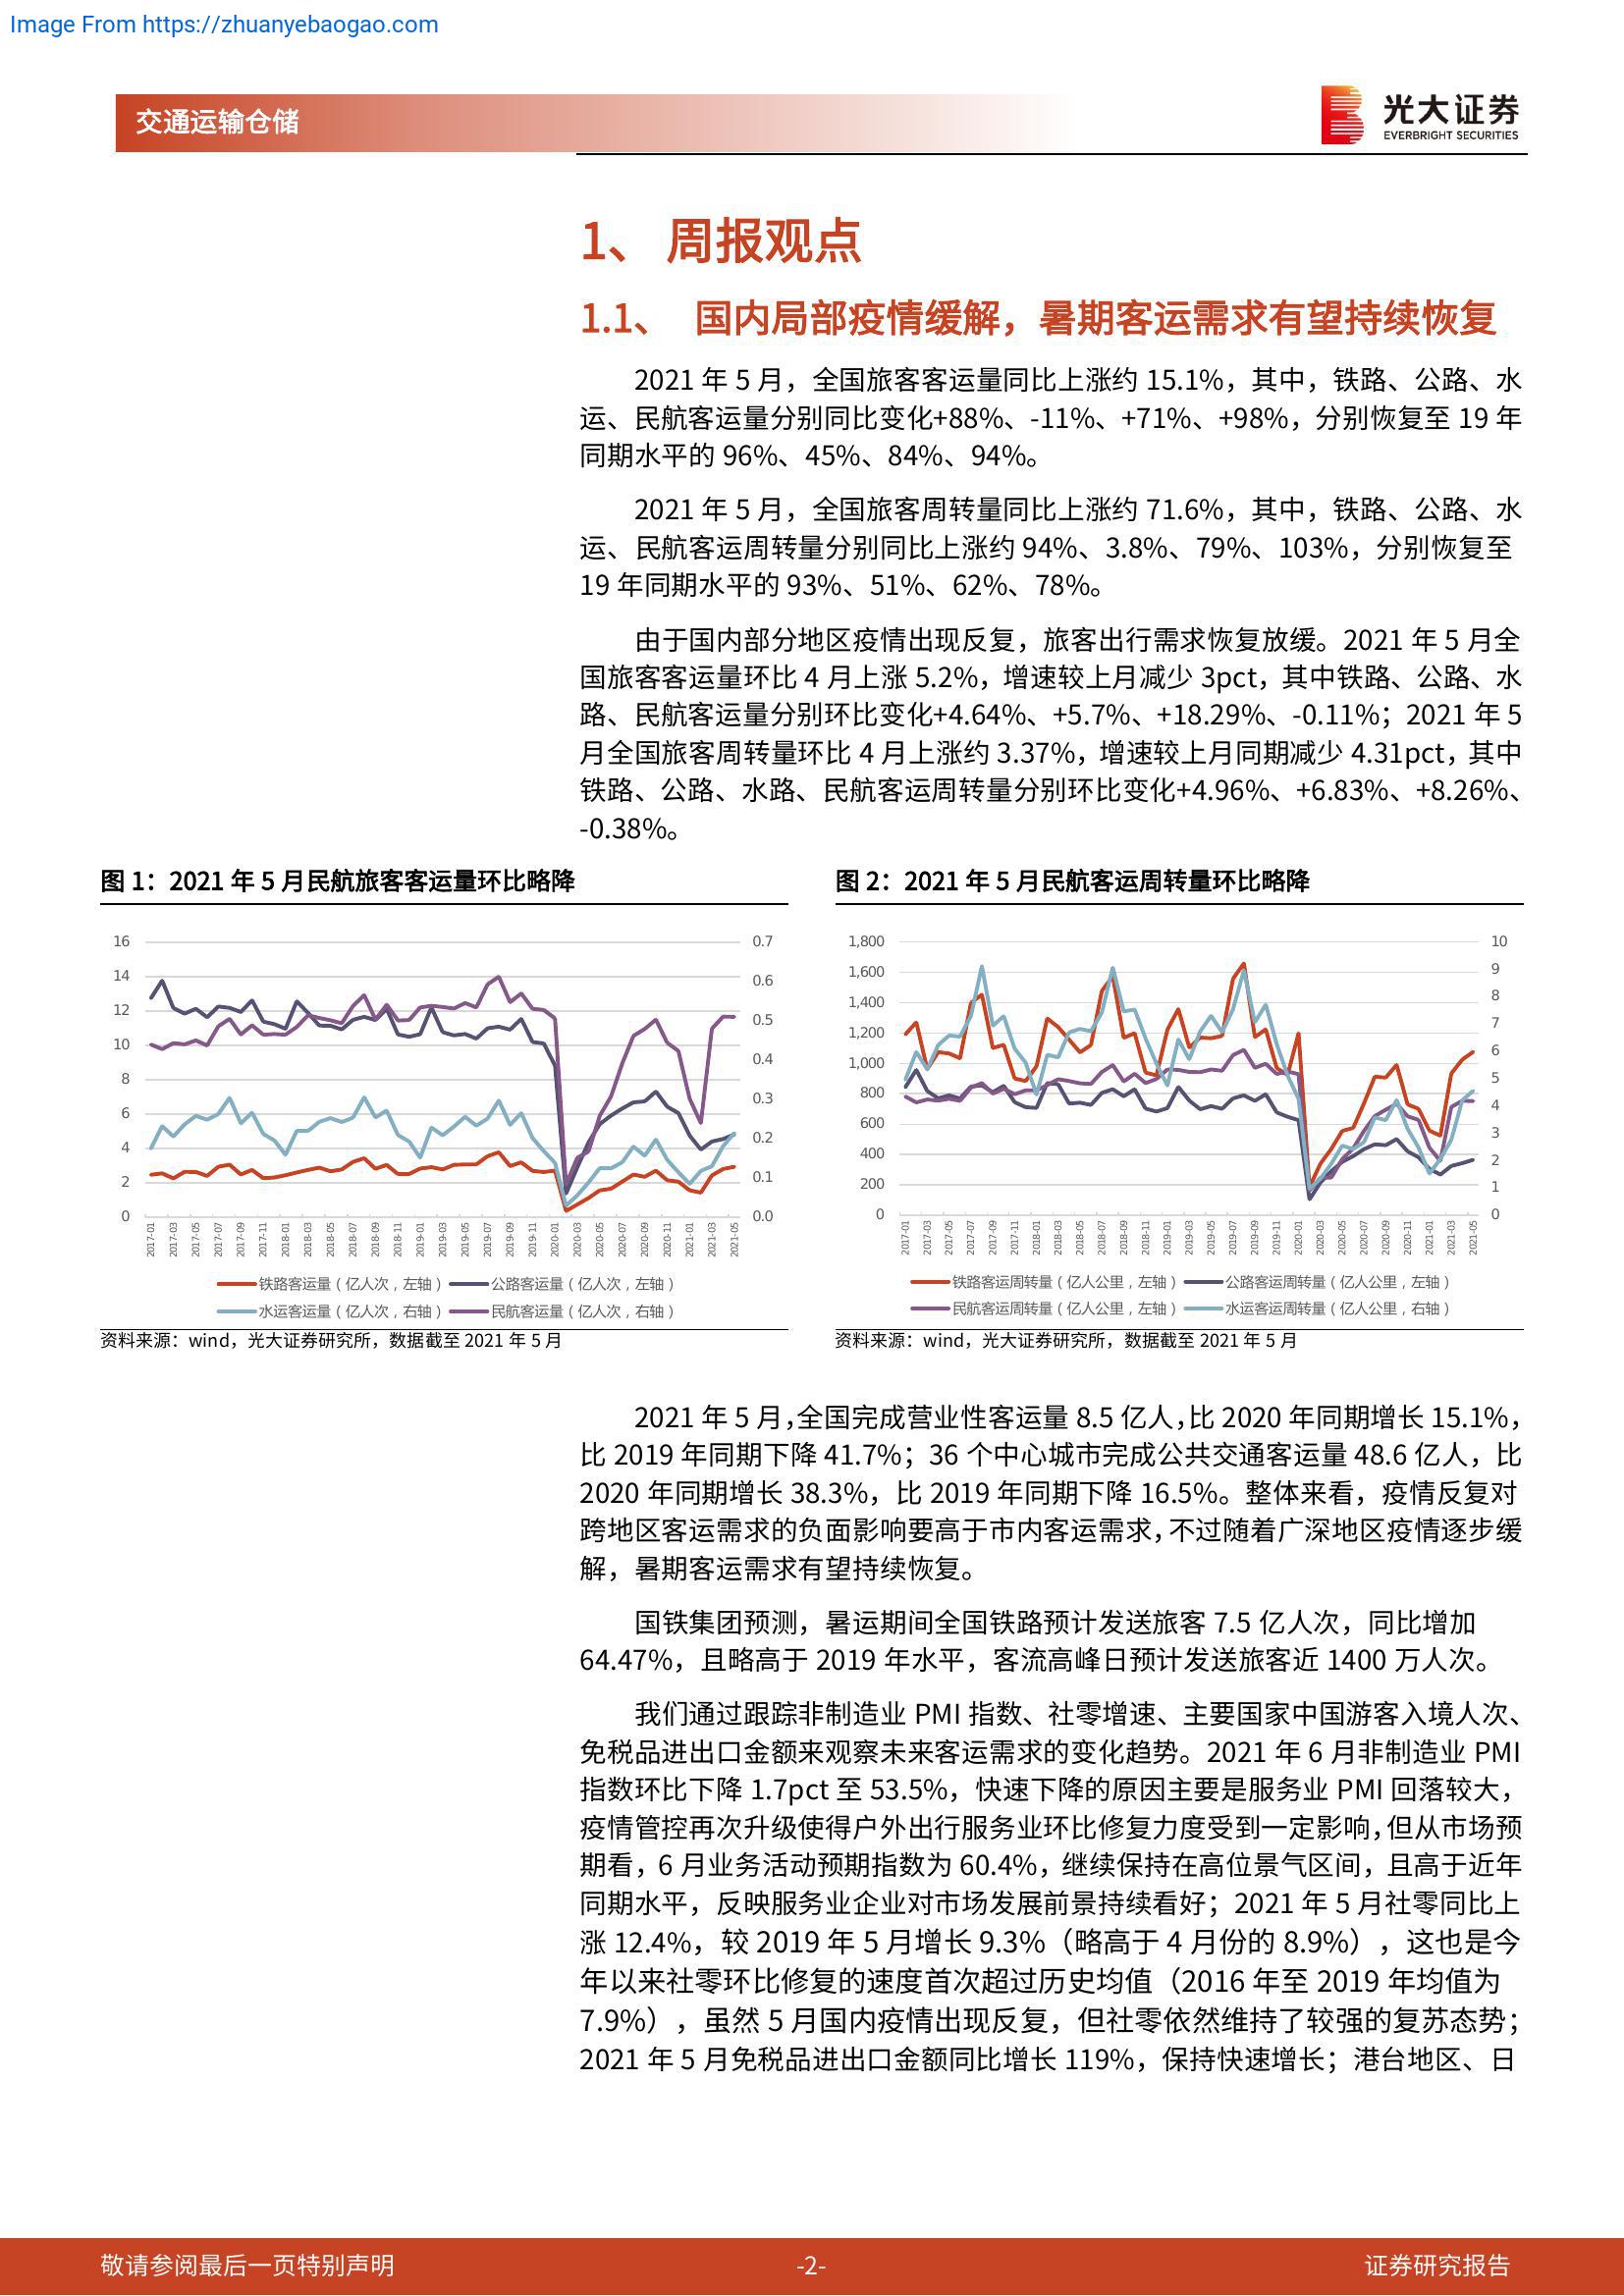 Image From https://zhuanyebaogao.com
交通运输仓储
光大证券
EVERBRIGHT SECURITIES
1、 周报观点
1.1、 国内局部疫情缓解，暑期客运需求有望持续恢复
2021 年 5 月，全国旅客客运量同比上涨约 15.1%，其中，铁路、公路、水
运、民航客运量分别同比变化+88%、-11%、+71%、+98%，分别恢复至 19 年
同期水平的 96%、45%、84%、94%。
2021 年 5 月，全国旅客周转量同比上涨约 71.6%，其中，铁路、公路、水
运、民航客运周转量分别同比上涨约 94%、3.8%、79%、103%，分别恢复至
19 年同期水平的 93%、51%、62%、78%。
由于国内部分地区疫情出现反复，旅客出行需求恢复放缓。2021 年 5 月全
国旅客客运量环比 4 月上涨 5.2%，增速较上月减少 3pct，其中铁路、公路、水
路、民航客运量分别环比变化+4.64%、+5.7%、+18.29%、-0.11%；2021 年 5
月全国旅客周转量环比 4 月上涨约 3.37%，增速较上月同期减少 4.31pct，其中
铁路、公路、水路、民航客运周转量分别环比变化+4.96%、+6.83%、+8.26%、
-0.38%。
图 1：2021 年 5 月民航旅客客运量环比略降
16
14
12
10
8
6
4
2
0
0.7
0.6
0.5
0.4
0.3
0.2
0.1
0.0
2017-01
2017-03
2017-05
2017-07
2017-09
2017-11
2018-01
2018-03
2018-05
2018-07
2018-09
2018-11
2019-01
2019-03
2019-05
2019-07
2019-09
2019-11
2020-01
2020-03
2020-05
2020-07
2020-09
2020-11
2021-01
2021-03
2021-05
铁路客运量（亿人次，左轴） 公路客运量（亿人次，左轴）
水运客运量（亿人次，右轴） 民航客运量（亿人次，右轴）
资料来源：wind，光大证券研究所，数据截至 2021 年 5 月
图 2：2021 年 5 月民航客运周转量环比略降
1,800
1,600
1,400
1,200
1,000
800
600
400
200
0
10
9
8
7
6
5
4
3
2
1
0
2017-01
2017-03
2017-05
2017-07
2017-09
2017-11
2018-01
2018-03
2018-05
2018-07
2018-09
2018-11
2019-01
2019-03
2019-05
2019-07
2019-09
2019-11
2020-01
2020-03
2020-05
2020-07
2020-09
2020-11
2021-01
2021-03
2021-05
铁路客运周转量（亿人公里，左轴） 公路客运周转量（亿人公里，左轴）
民航客运周转量（亿人公里，左轴） 水运客运周转量（亿人公里，右轴）
资料来源：wind，光大证券研究所，数据截至 2021 年 5 月
2021 年 5 月，全国完成营业性客运量 8.5 亿人，比 2020 年同期增长 15.1%，
比 2019 年同期下降 41.7%；36 个中心城市完成公共交通客运量 48.6 亿人，比
2020 年同期增长 38.3%，比 2019 年同期下降 16.5%。整体来看，疫情反复对
跨地区客运需求的负面影响要高于市内客运需求，不过随着广深地区疫情逐步缓
解，暑期客运需求有望持续恢复。
国铁集团预测，暑运期间全国铁路预计发送旅客 7.5 亿人次，同比增加
64.47%，且略高于 2019 年水平，客流高峰日预计发送旅客近 1400 万人次。
我们通过跟踪非制造业 PMI 指数、社零增速、主要国家中国游客入境人次、
免税品进出口金额来观察未来客运需求的变化趋势。2021 年 6 月非制造业 PMI
指数环比下降 1.7pct 至 53.5%，快速下降的原因主要是服务业 PMI 回落较大，
疫情管控再次升级使得户外出行服务业环比修复力度受到一定影响，但从市场预
期看，6 月业务活动预期指数为 60.4%，继续保持在高位景气区间，且高于近年
同期水平，反映服务业企业对市场发展前景持续看好；2021 年 5 月社零同比上
涨 12.4%，较 2019 年 5 月增长 9.3%（略高于 4 月份的 8.9%），这也是今
年以来社零环比修复的速度首次超过历史均值（2016 年至 2019 年均值为
7.9%），虽然 5 月国内疫情出现反复，但社零依然维持了较强的复苏态势；
2021 年 5 月免税品进出口金额同比增长 119%，保持快速增长；港台地区、日
敬请参阅最后一页特别声明
-2-
证券研究报告